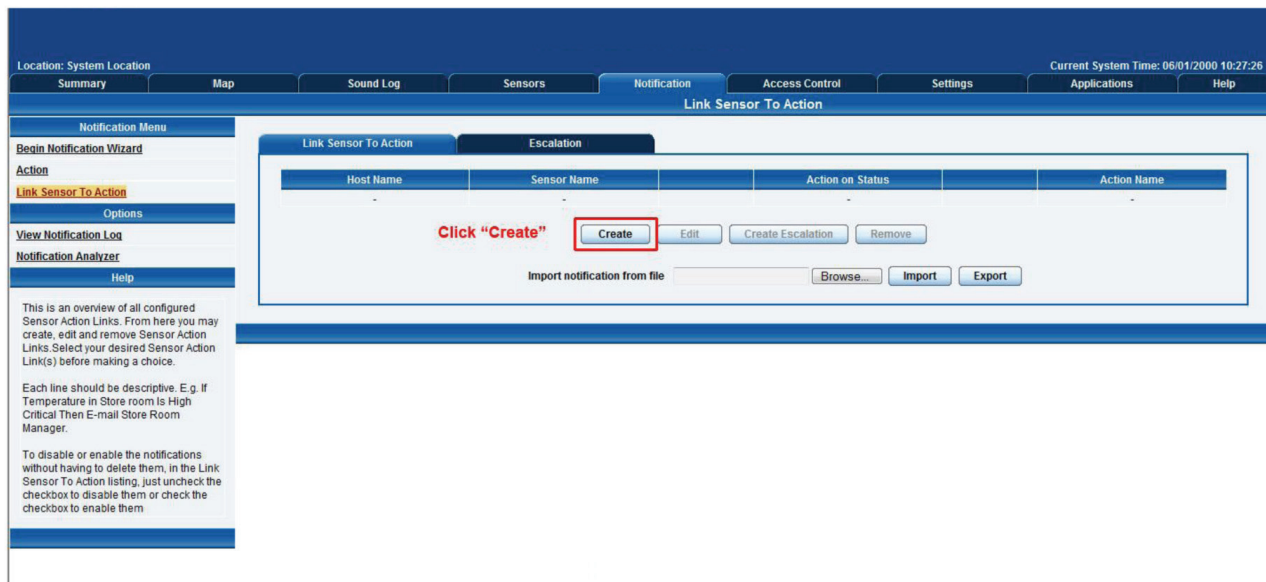 Location: System Location
Current System Time: 06/01/2000 10:27:26
Summary Map Sound Log Sensors Notification Access Control Settings Applications Help
Link Sensor To Action
Notification Menu
Begin Notification Wizard
Action
Link Sensor To Action
Options
View Notification Log
Notification Analyzer
Help
This is an overview of all configured
Sensor Action Links. From here you may
create, edit and remove Sensor Action
Links.Select your desired Sensor Action
Link(s) before making a choice.
Each line should be descriptive. E.g. If
Temperature in Store room Is High
Critical Then E-mail Store Room
Manager.
To disable or enable the notifications
without having to delete them, in the Link
Sensor To Action listing, just uncheck the
checkbox to disable them or check the
checkbox to enable them
Link Sensor To Action Escalation
Host Name Sensor Name Action on Status Action Name
- - - -
Click “Create” Create Edit Create Escalation Remove
Import notification from file Browse... Import Export